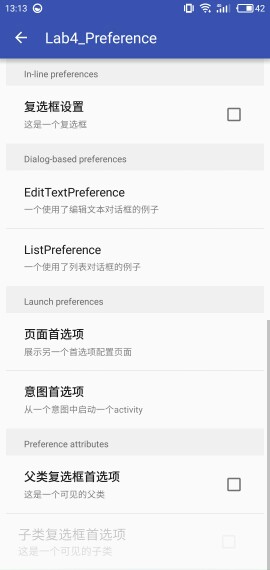 13:13
42
Lab4_Preference
In-line preferences
复选框设置
这是一个复选框
Dialog-based preferences
EditTextPreference
一个使用了编辑文本对话框的例子
ListPreference
一个使用了列表对话框的例子
Launch preferences
页面首选项
展示另一个首选项配置页面
意图首选项
从一个意图中启动一个activity
Preference attributes
父类复选框首选项
这是一个可见的父类
子类复选框首选项
这是一个可见的子类